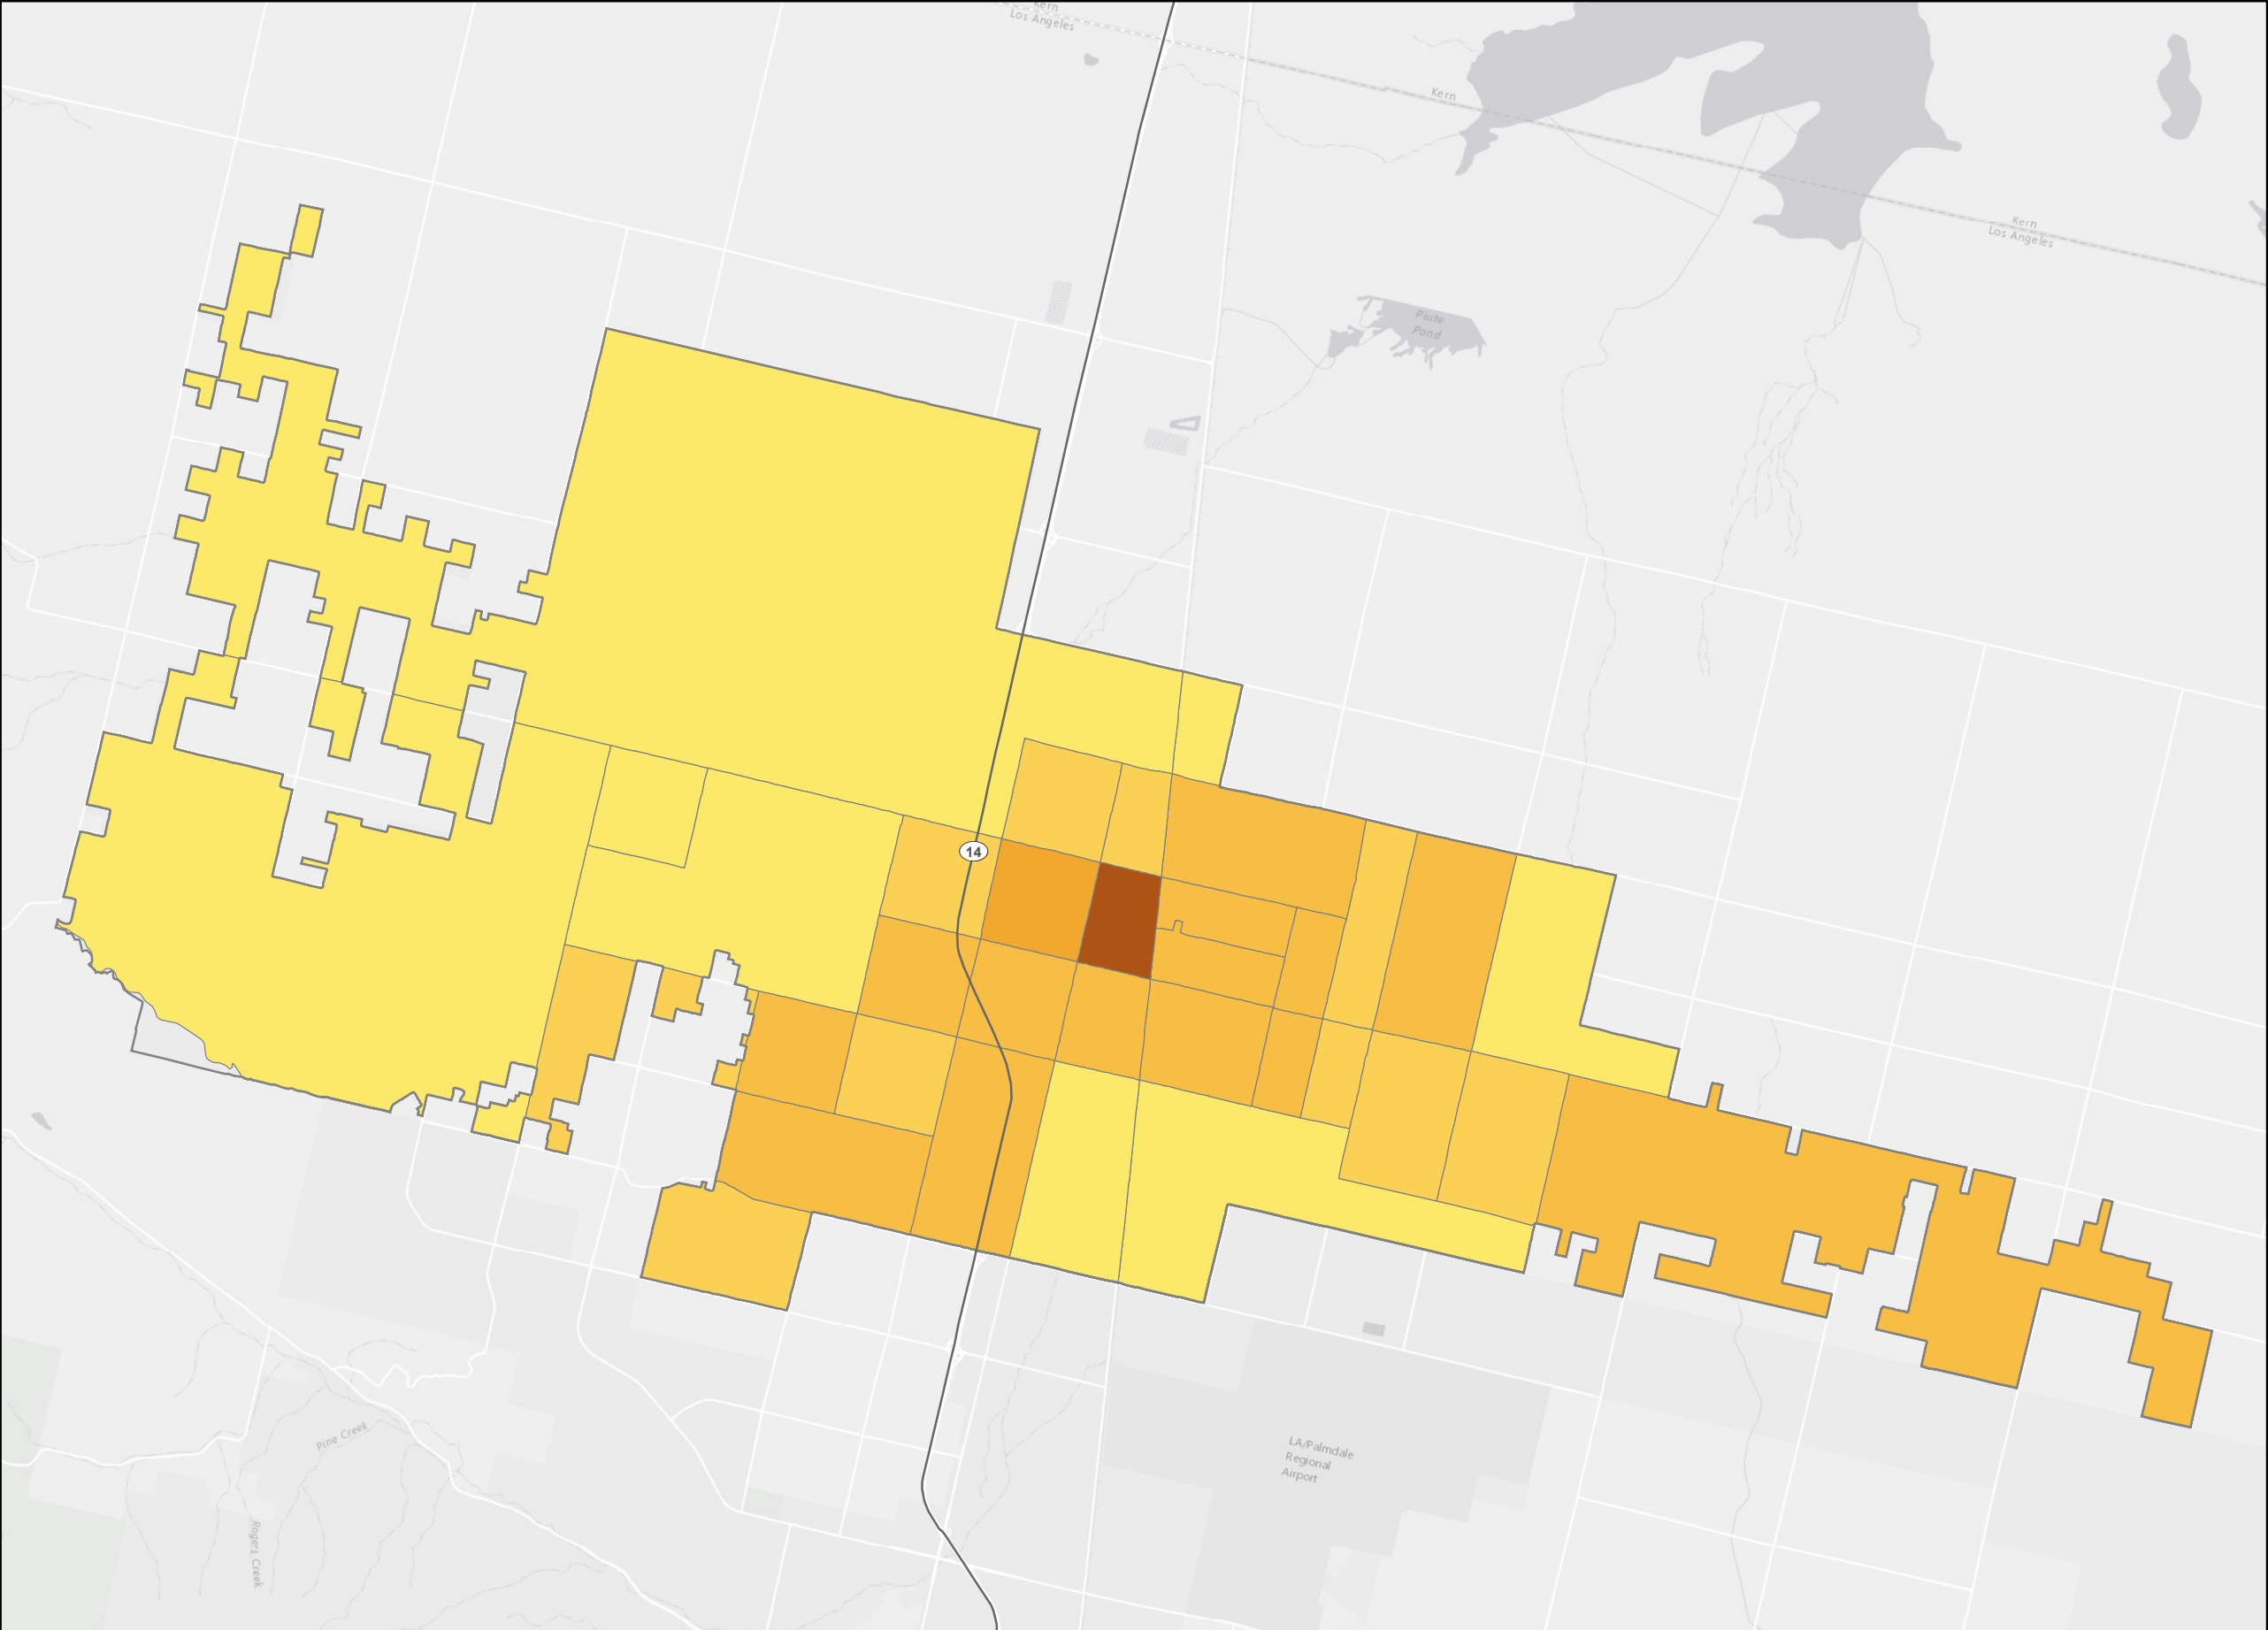 Kern
Los Angeles
Kern
Kern
Los Angeles
Piute
Pond
14
Pine Creek
LA/Palmdale
Regional
Airport
Rogers Creek